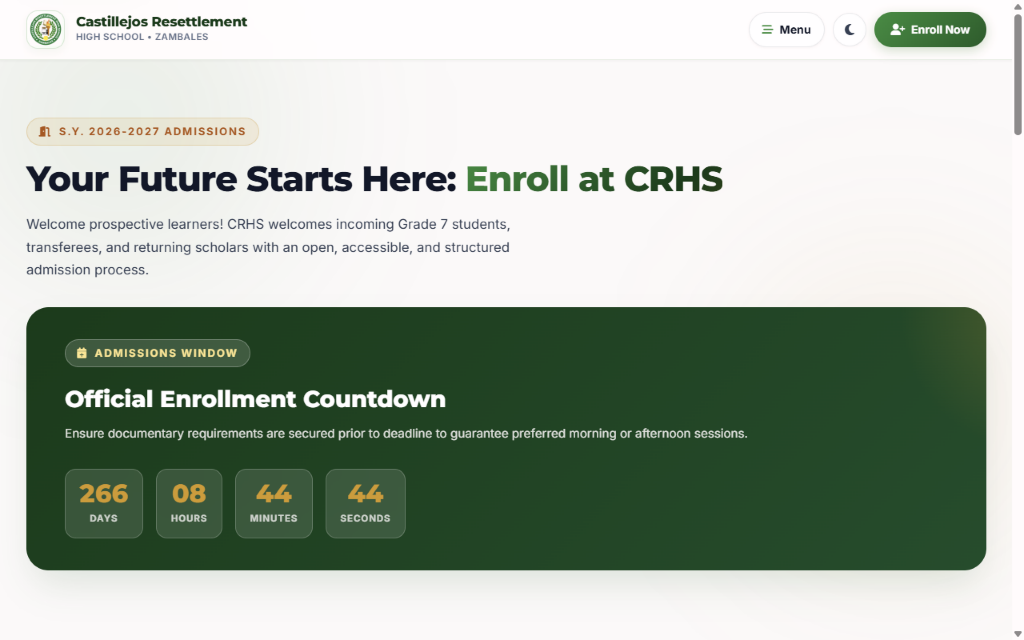 Castillejos Resettlement
HIGH SCHOOL • ZAMBALES
Menu
Enroll Now
S.Y. 2026-2027 ADMISSIONS
Your Future Starts Here: Enroll at CRHS
Welcome prospective learners! CRHS welcomes incoming Grade 7 students,
transferees, and returning scholars with an open, accessible, and structured
admission process.
ADMISSIONS WINDOW
Official Enrollment Countdown
Ensure documentary requirements are secured prior to deadline to guarantee preferred morning or afternoon sessions.
266
DAYS
08
HOURS
44
MINUTES
44
SECONDS